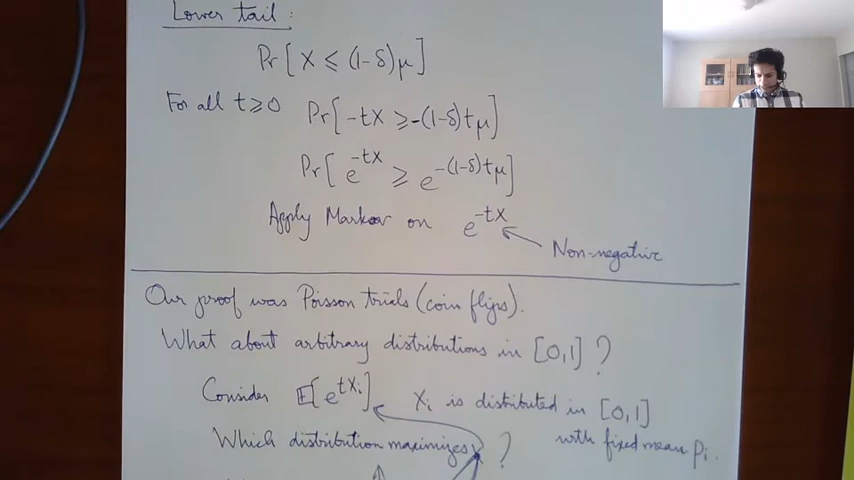 Lower tail :
Pr[X ≤ (1-δ)μ]
For all t ≥ 0 Pr[-tX ≥ -(1-δ)tμ]
Pr[e^{-tX} ≥ e^{-(1-δ)tμ}]
Apply Markov on e^{-tX}
Non-negative
Our proof was Poisson trials (coin flips).
What about arbitrary distributions in [0,1] ?
Consider E[e^{tX_i}] X_i is distributed in [0,1]
with fixed mean p_i.
Which distribution maximizes ?